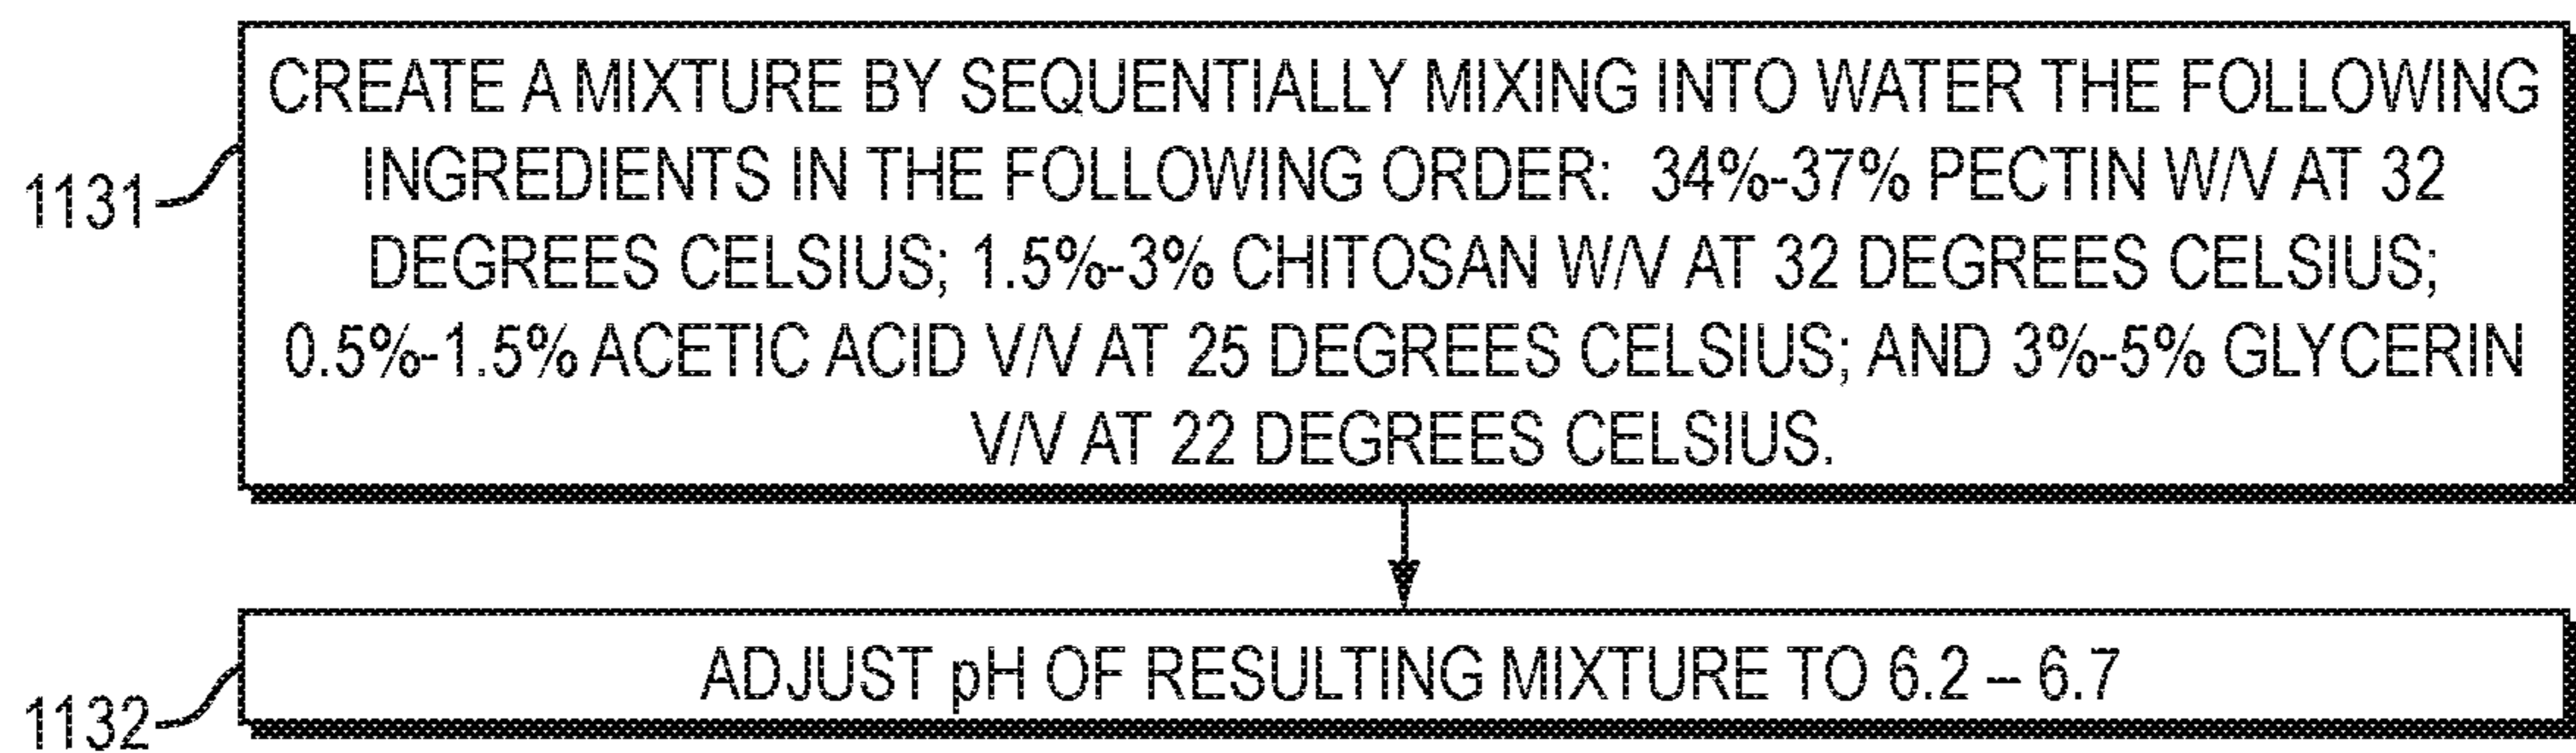 CREATE A MIXTURE BY SEQUENTIALLY MIXING INTO WATER THE FOLLOWING
INGREDIENTS IN THE FOLLOWING ORDER: 34%-37% PECTIN W/V AT 32
1131
DEGREES CELSIUS; 1.5%-3% CHITOSAN W/V AT 32 DEGREES CELSIUS;
0.5%-1.5% ACETIC ACID V/V AT 25 DEGREES CELSIUS; AND 3%-5% GLYCERIN
V/V AT 22 DEGREES CELSIUS.
ADJUST pH OF RESULTING MIXTURE TO 6.2 – 6.7
1132